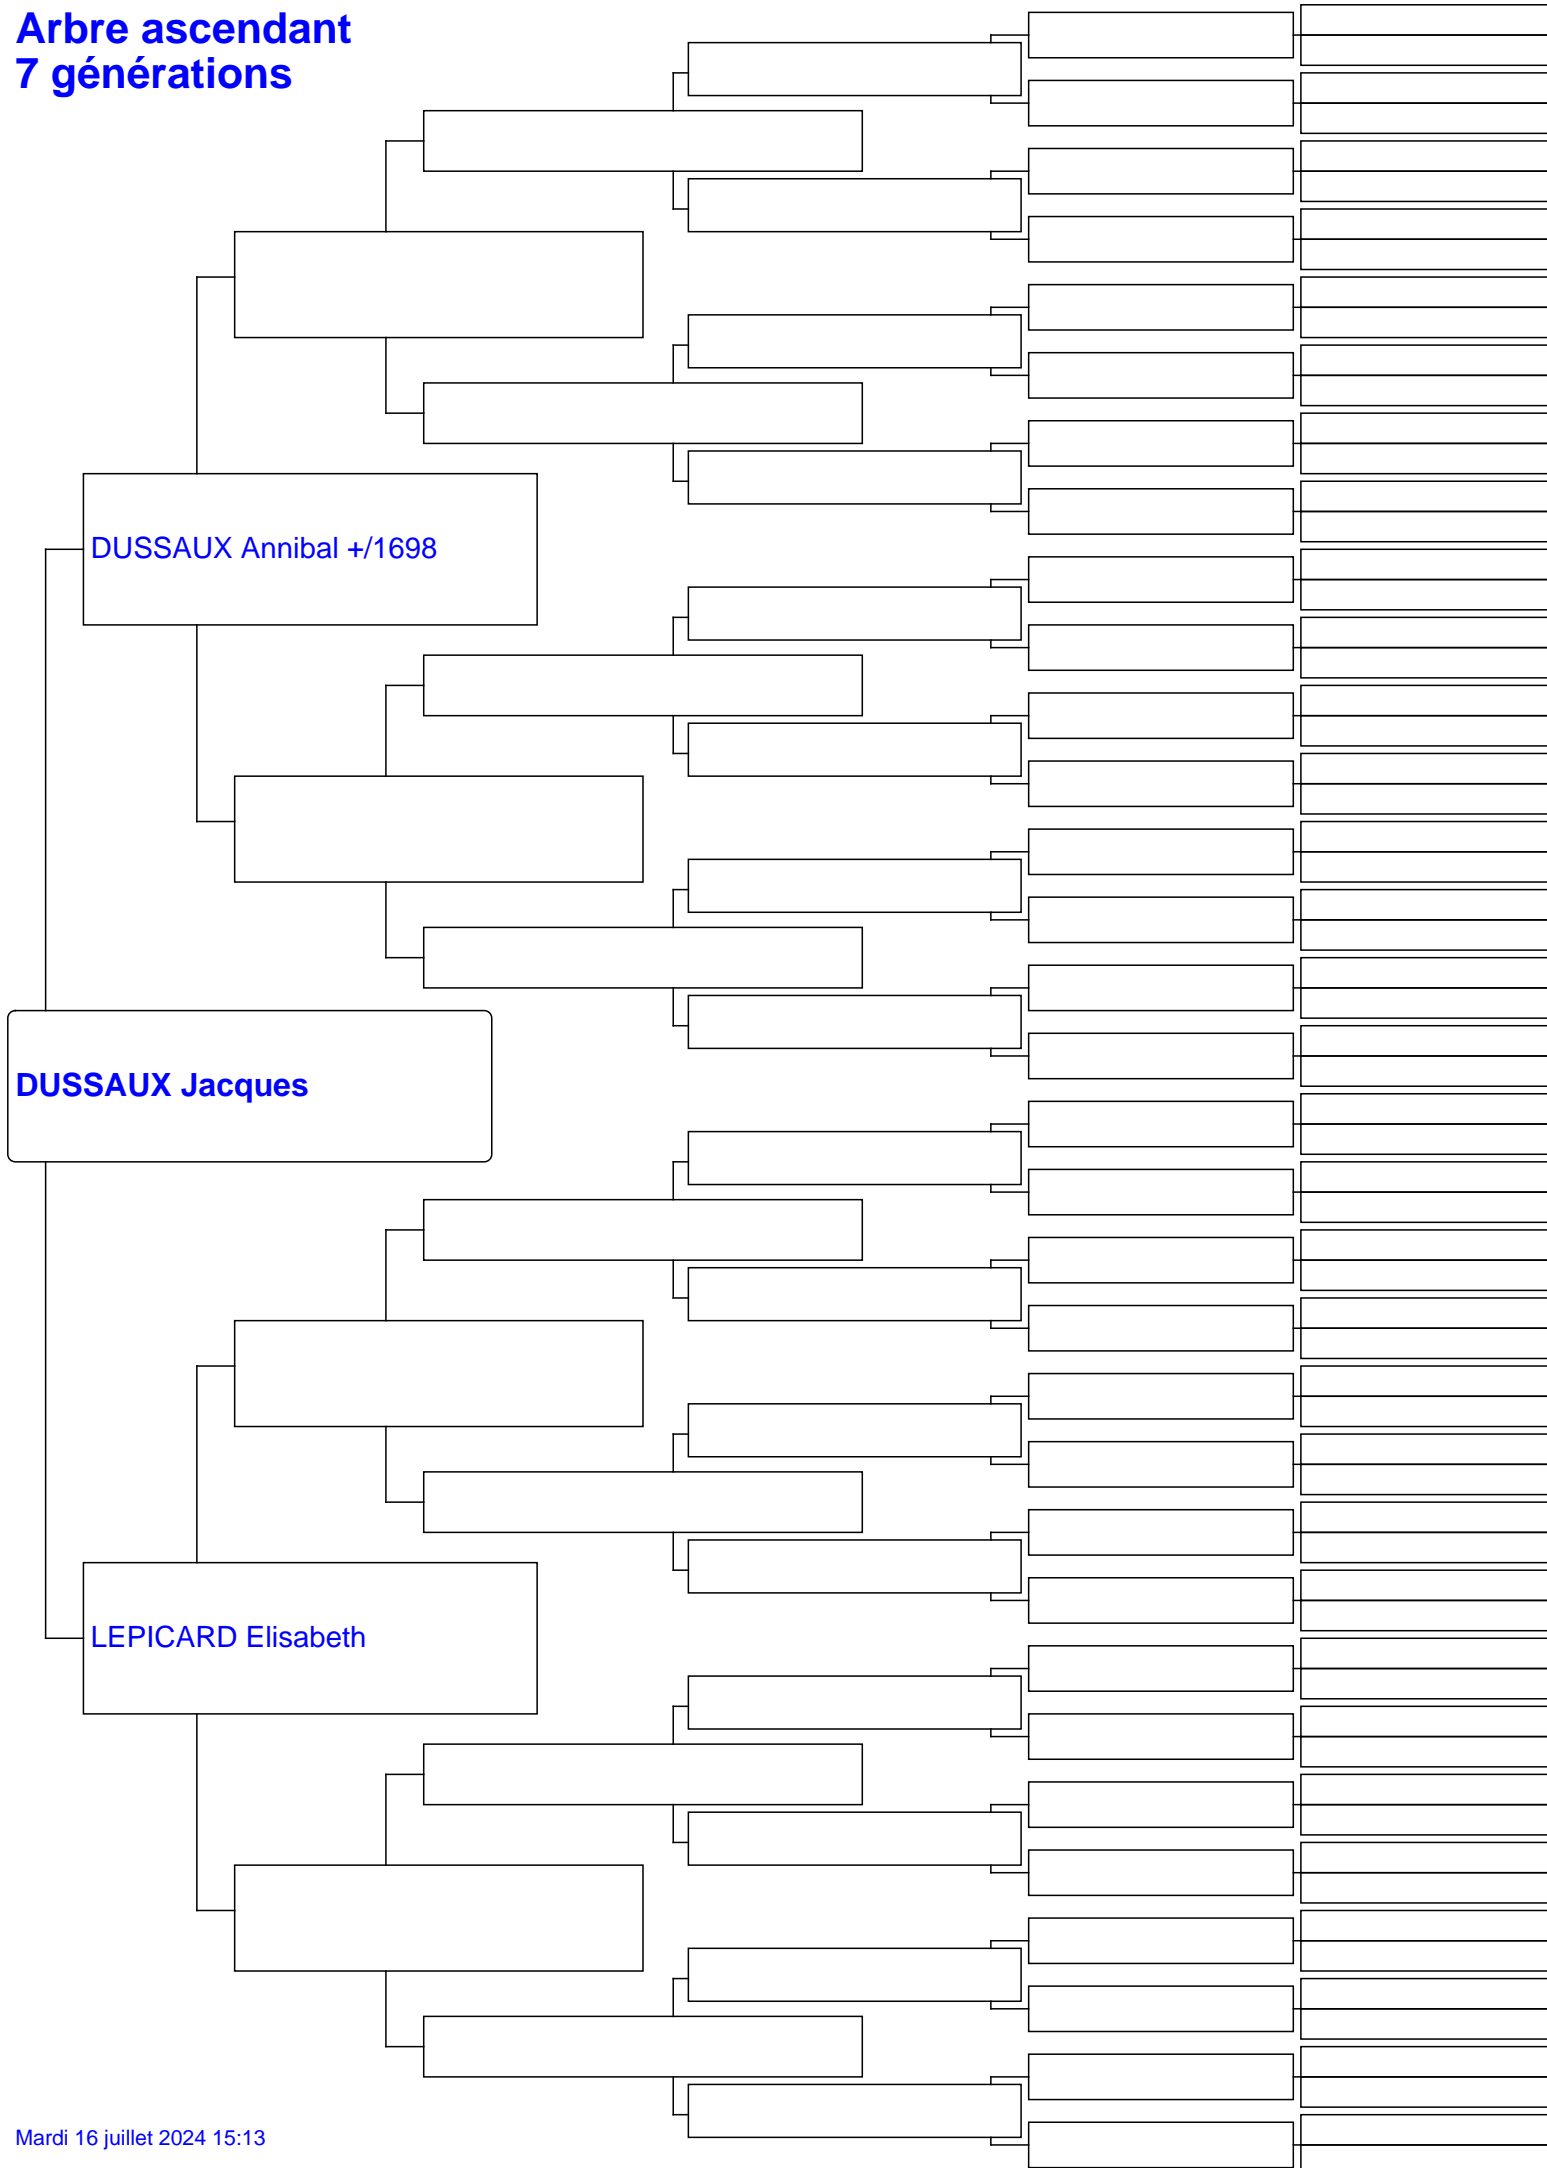 Arbre ascendant
7 générations
DUSSAUX Annibal +/1698
DUSSAUX Jacques
LEPICARD Elisabeth
Mardi 16 juillet 2024 15:13